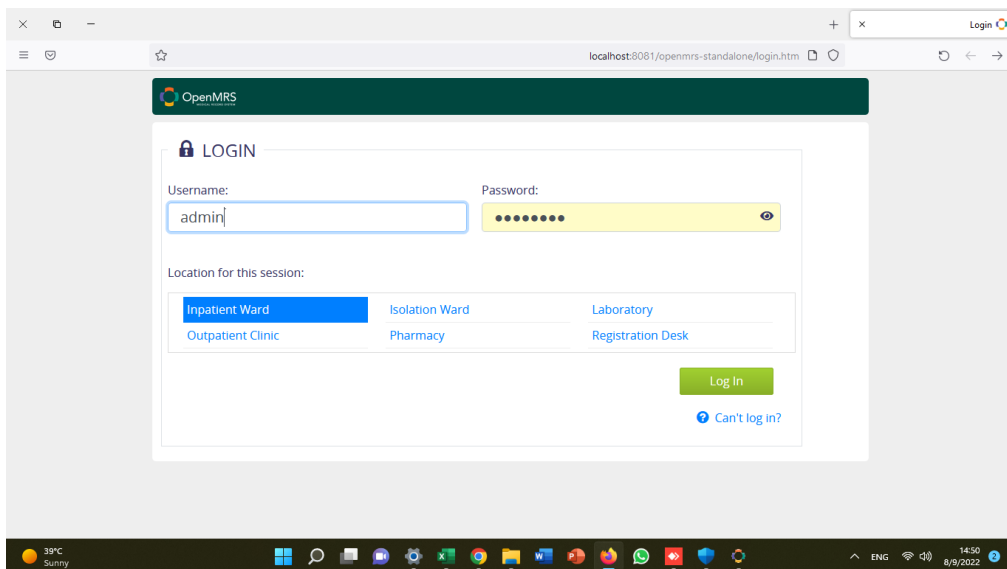 Login
localhost:8081/openmrs-standalone/login.htm
OpenMRS
LOGIN
Username:
Password:
admin
Location for this session:
Inpatient Ward
Isolation Ward
Laboratory
Outpatient Clinic
Pharmacy
Registration Desk
Log In
Can't log in?
39°C
Sunny
ENG
14:50
8/9/2022
2